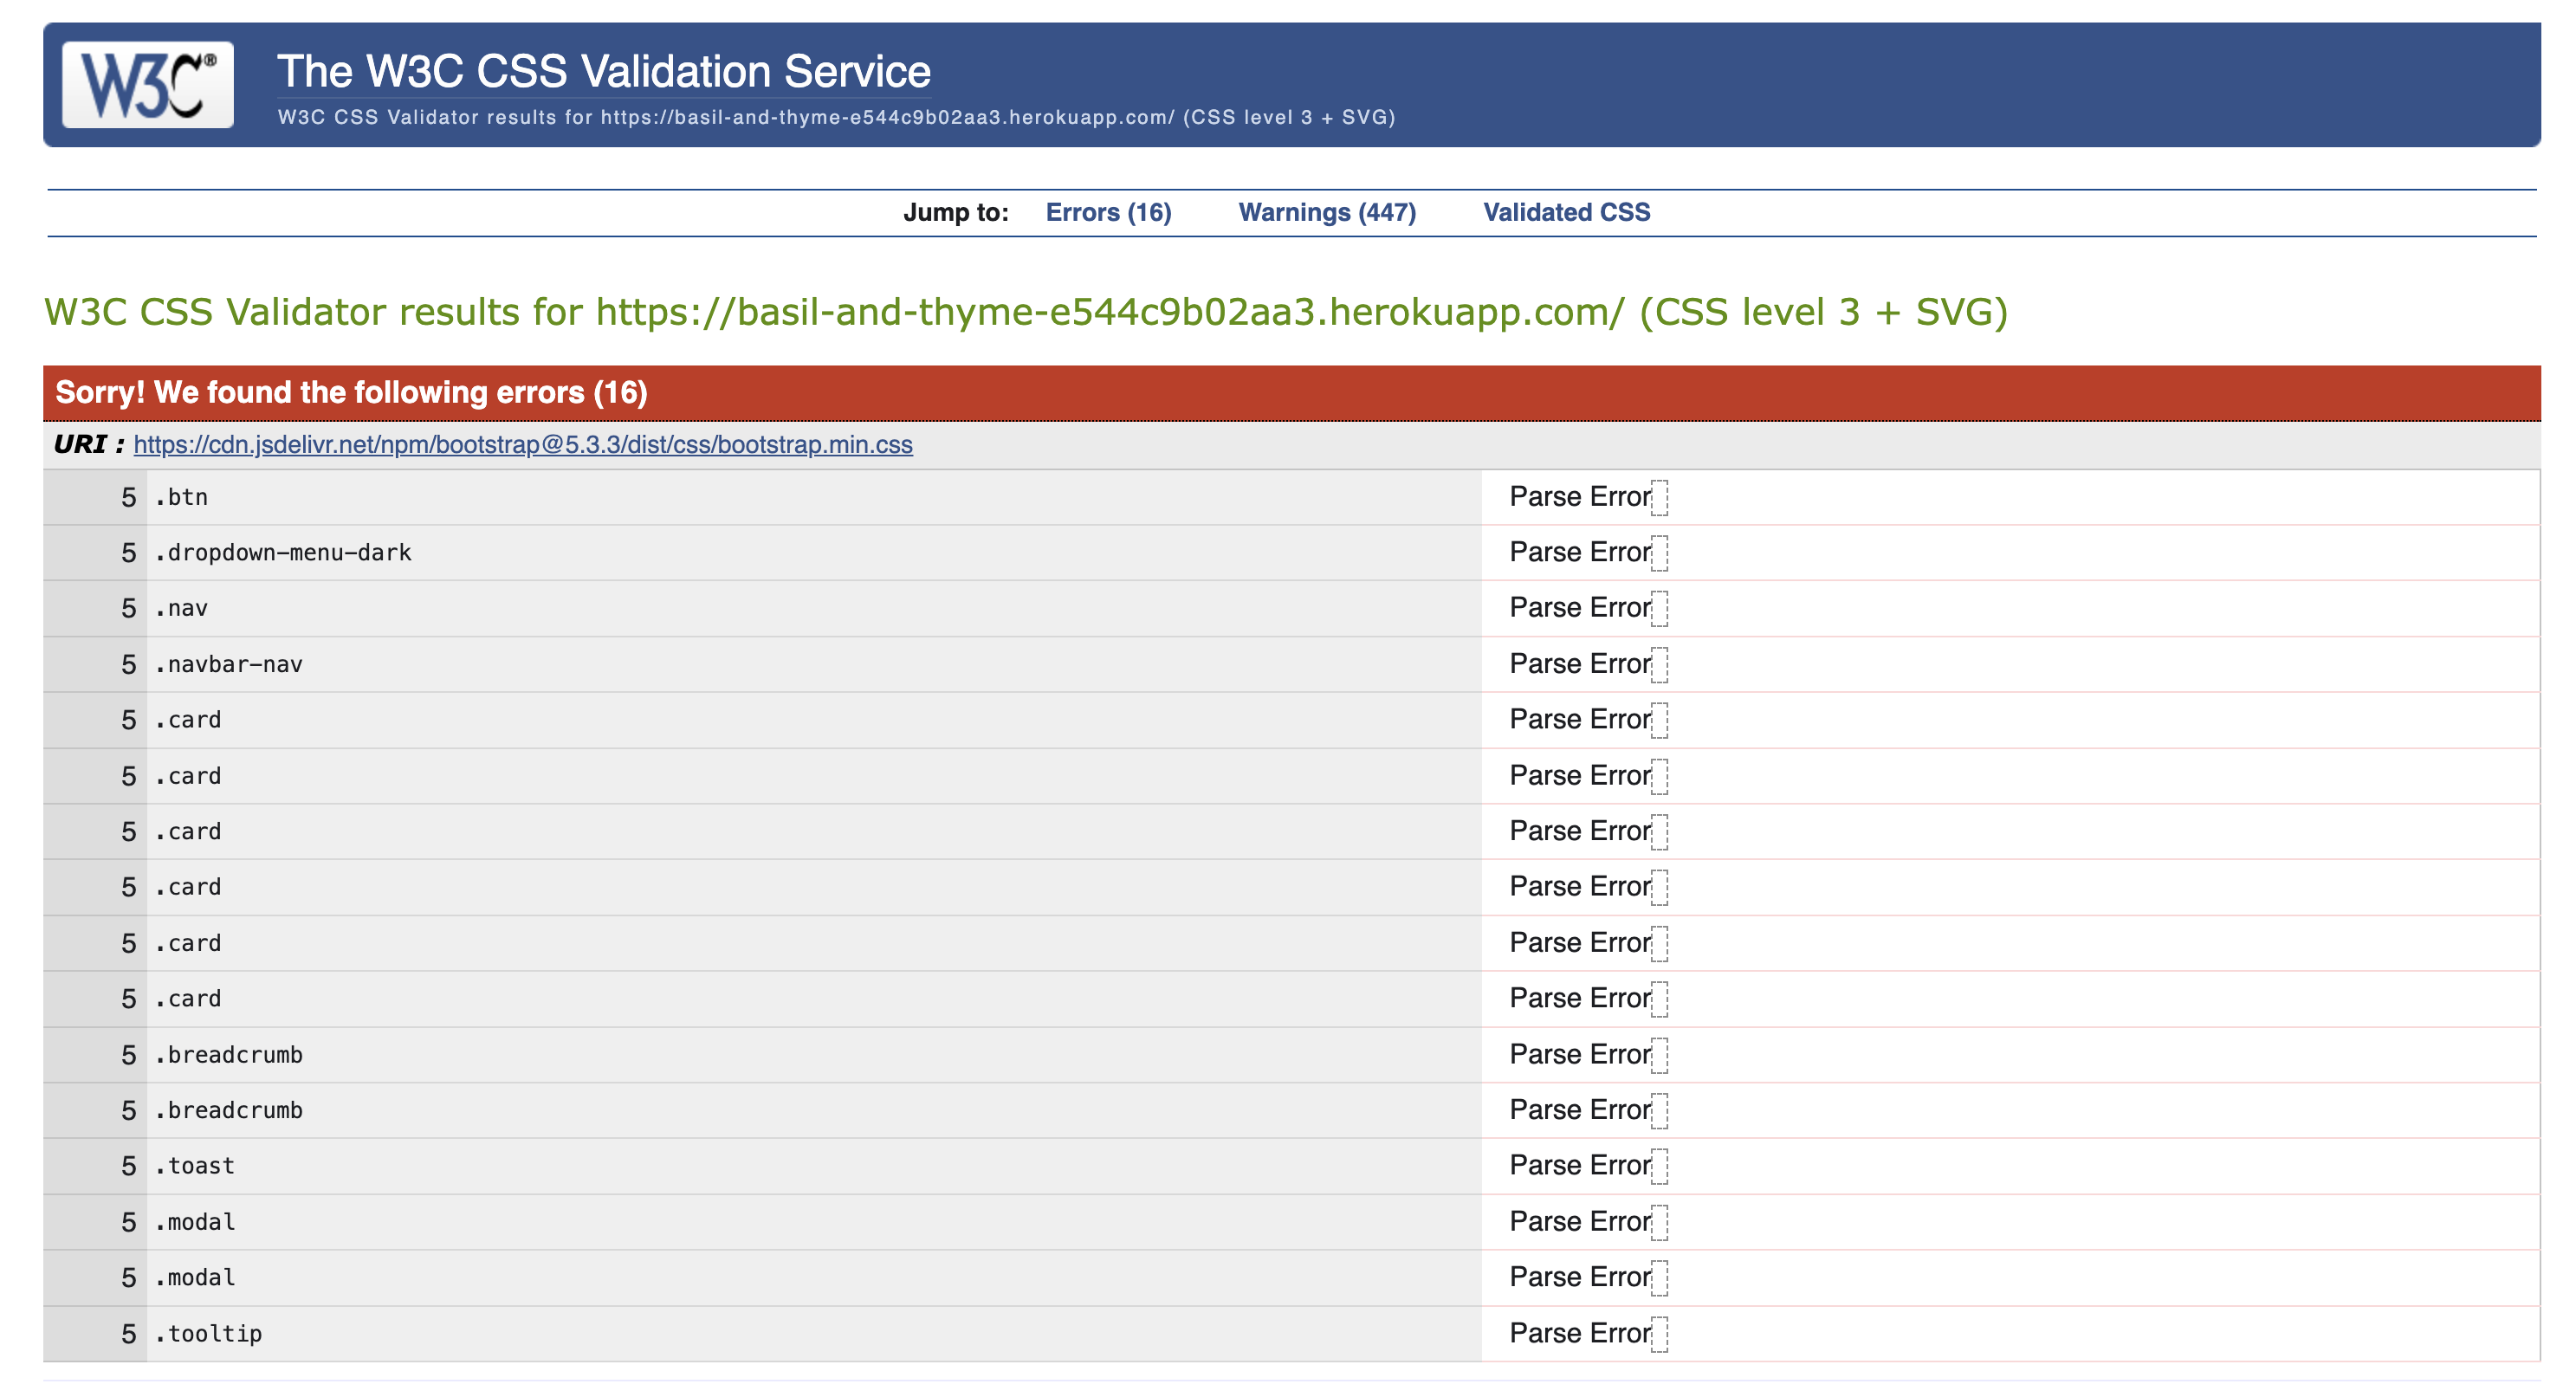 W3C®
The W3C CSS Validation Service
W3C CSS Validator results for https://basil-and-thyme-e544c9b02aa3.herokuapp.com/ (CSS level 3 + SVG)
Jump to: Errors (16) Warnings (447) Validated CSS
W3C CSS Validator results for https://basil-and-thyme-e544c9b02aa3.herokuapp.com/ (CSS level 3 + SVG)
Sorry! We found the following errors (16)
URI : https://cdn.jsdelivr.net/npm/bootstrap@5.3.3/dist/css/bootstrap.min.css
5 .btn Parse Error
5 .dropdown-menu-dark Parse Error
5 .nav Parse Error
5 .navbar-nav Parse Error
5 .card Parse Error
5 .card Parse Error
5 .card Parse Error
5 .card Parse Error
5 .card Parse Error
5 .card Parse Error
5 .breadcrumb Parse Error
5 .breadcrumb Parse Error
5 .toast Parse Error
5 .modal Parse Error
5 .modal Parse Error
5 .tooltip Parse Error